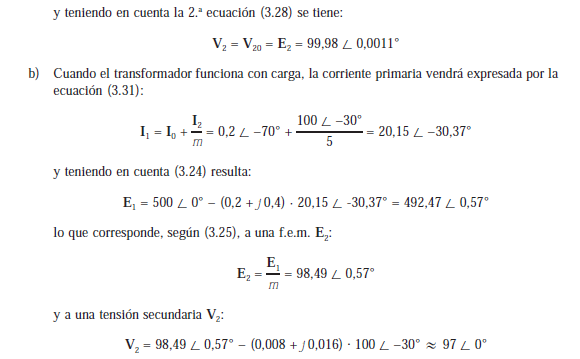 y teniendo en cuenta la 2.ª ecuación (3.28) se tiene:
V₂ = V₂₀ = E₂ = 99,98 ∠ 0,0011°
b) Cuando el transformador funciona con carga, la corriente primaria vendrá expresada por la
ecuación (3.31):
I₁ = I₀ + I₂/m = 0,2 ∠ −70° + 100 ∠ −30°/5 = 20,15 ∠ −30,37°
y teniendo en cuenta (3.24) resulta:
E₁ = 500 ∠ 0° − (0,2 + j 0,4) · 20,15 ∠ -30,37° = 492,47 ∠ 0,57°
lo que corresponde, según (3.25), a una f.e.m. E₂:
E₂ = E₁/m = 98,49 ∠ 0,57°
y a una tensión secundaria V₂:
V₂ = 98,49 ∠ 0,57° − (0,008 + j 0,016) · 100 ∠ −30° ≈ 97 ∠ 0°